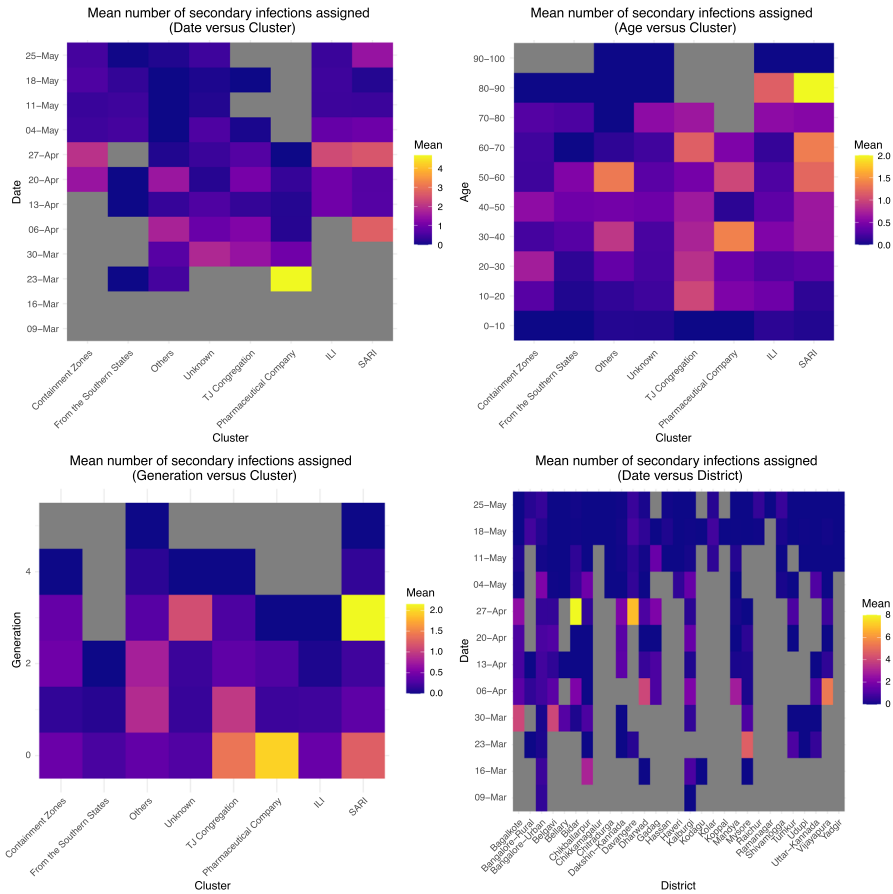 Mean number of secondary infections assigned
(Date versus Cluster)
25−May
18−May
11−May
04−May
27−Apr
20−Apr
13−Apr
06−Apr
30−Mar
23−Mar
16−Mar
09−Mar
Date
Containment Zones
From the Southern States
Others
Unknown
TJ Congregation
Pharmaceutical Company
ILI
SARI
Cluster
Mean
4
3
2
1
0
Mean number of secondary infections assigned
(Age versus Cluster)
90−100
80−90
70−80
60−70
50−60
40−50
30−40
20−30
10−20
0−10
Age
Containment Zones
From the Southern States
Others
Unknown
TJ Congregation
Pharmaceutical Company
ILI
SARI
Cluster
Mean
2.0
1.5
1.0
0.5
0.0
Mean number of secondary infections assigned
(Generation versus Cluster)
4
2
0
Generation
Containment Zones
From the Southern States
Others
Unknown
TJ Congregation
Pharmaceutical Company
ILI
SARI
Cluster
Mean
2.0
1.5
1.0
0.5
0.0
Mean number of secondary infections assigned
(Date versus District)
25−May
18−May
11−May
04−May
27−Apr
20−Apr
13−Apr
06−Apr
30−Mar
23−Mar
16−Mar
09−Mar
Date
Bagalkote
Bangalore−Rural
Bangalore−Urban
Belgavi
Bellary
Bidar
Chikballarpur
Chikkamagalur
Chitradurga
Dakshin−Kannada
Davangere
Dharwad
Gadag
Hassan
Haveri
Kalburgi
Kodagu
Kolar
Koppal
Mandya
Mysore
Raichur
Ramanagar
Shivamogga
Tumkur
Udupi
Uttar−Kannada
Vijayapura
Yadgir
District
Mean
8
6
4
2
0